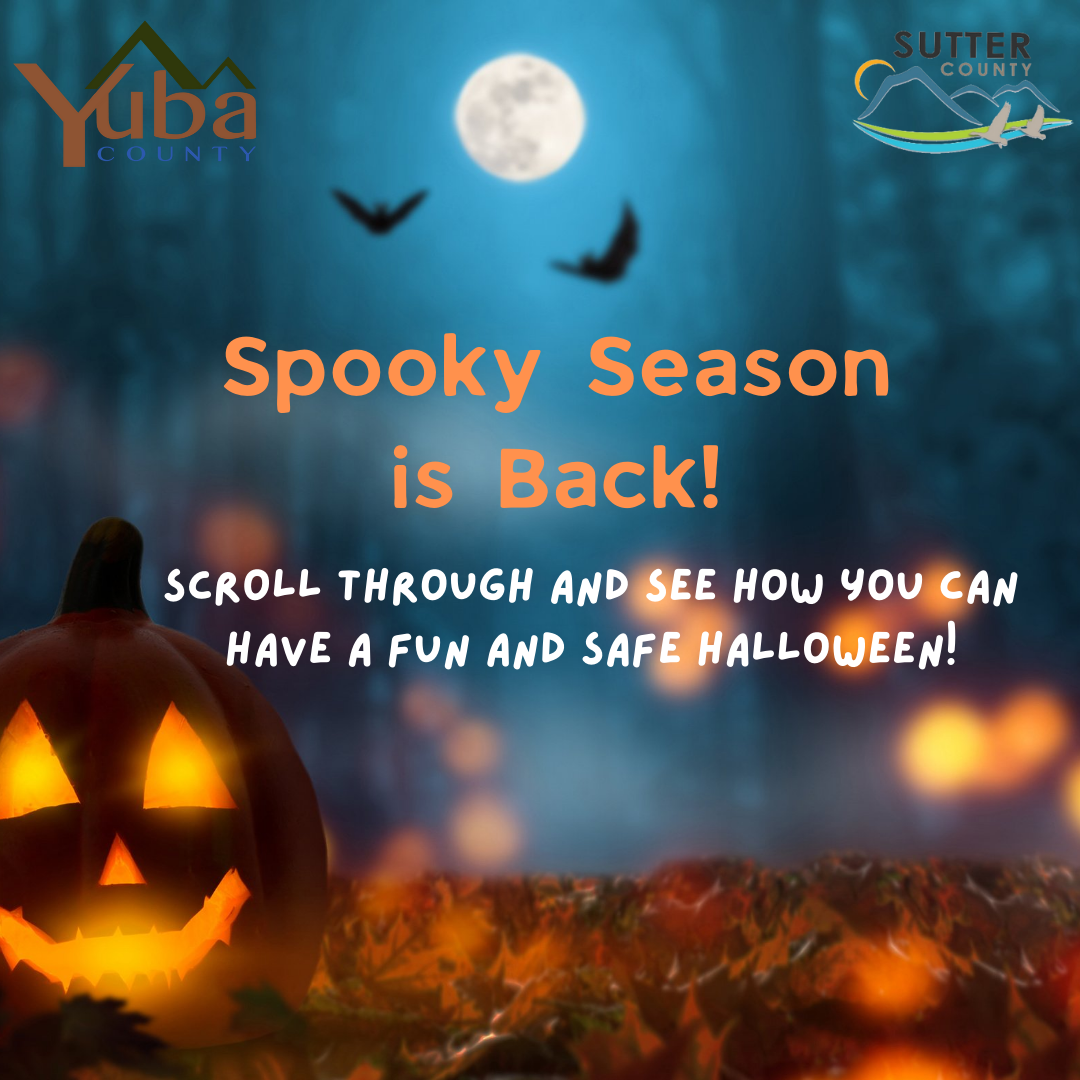 Yuba
COUNTY
SUTTER
COUNTY
Spooky Season
is Back!
SCROLL THROUGH AND SEE HOW YOU CAN
HAVE A FUN AND SAFE HALLOWEEN!